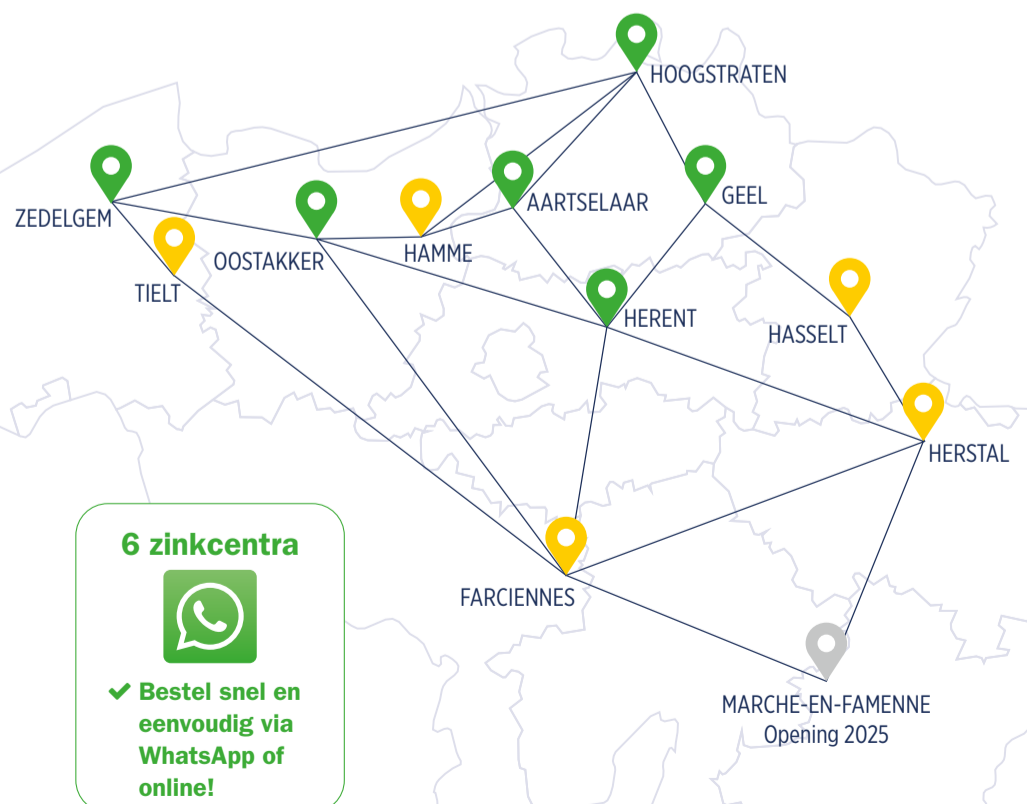 HOOGSTRATEN
ZEDELGEM
AARTSELAAR
GEEL
OOSTAKKER
HAMME
TIELT
HERENT
HASSELT
HERSTAL
6 zinkcentra
FARCIENNES
Bestel snel en
eenvoudig via
WhatsApp of
online!
MARCHE-EN-FAMENNE
Opening 2025